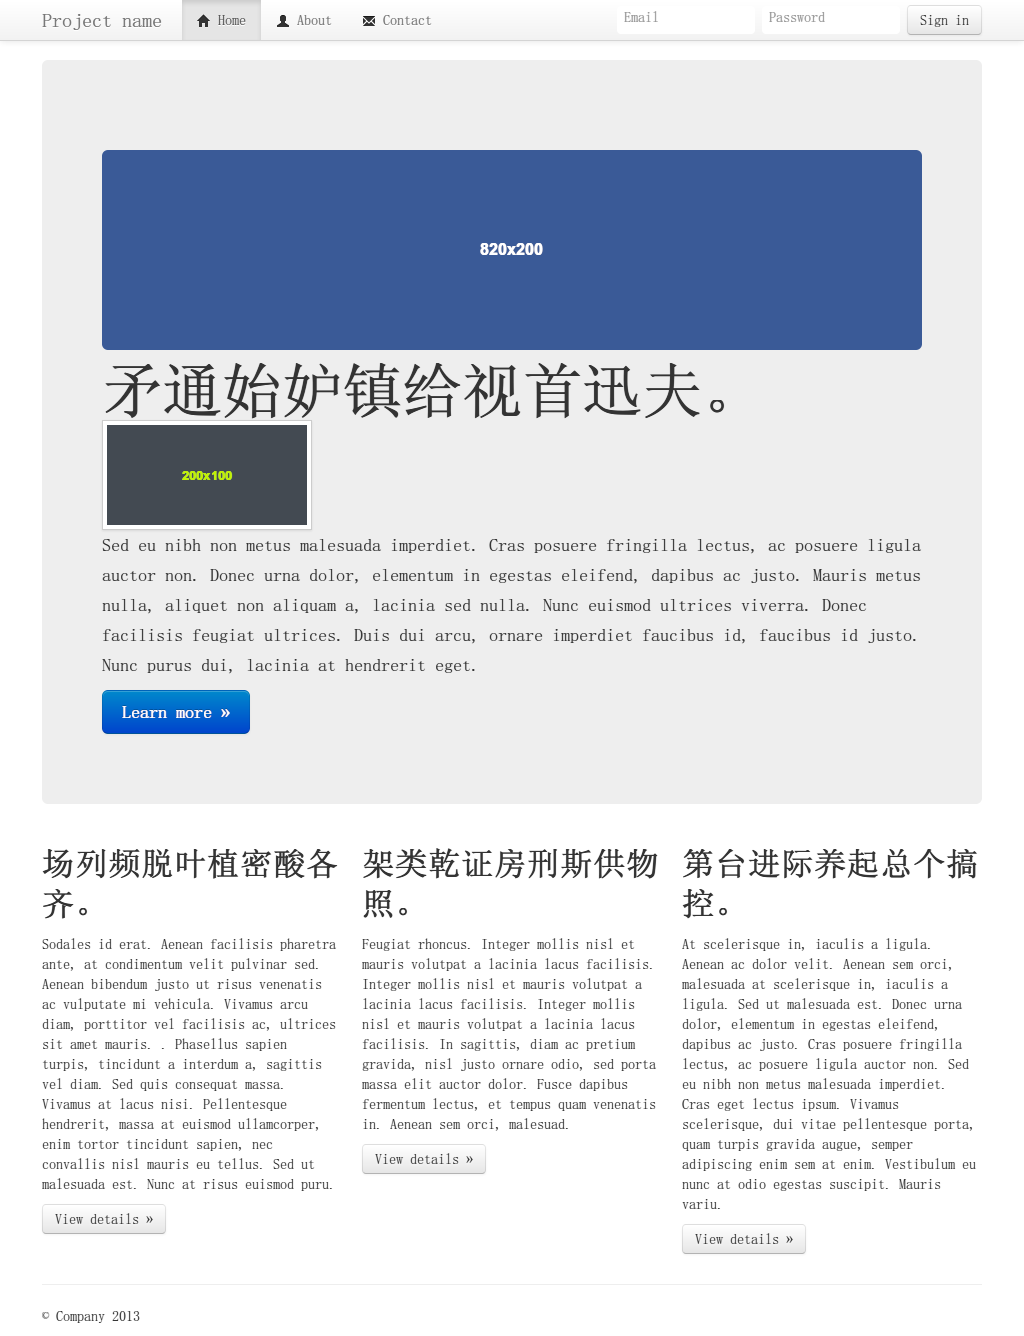 Project name Home About Contact Email Password Sign in
820x200
矛通始妒镇给视首迅夫。
200x100
Sed eu nibh non metus malesuada imperdiet. Cras posuere fringilla lectus, ac posuere ligula
auctor non. Donec urna dolor, elementum in egestas eleifend, dapibus ac justo. Mauris metus
nulla, aliquet non aliquam a, lacinia sed nulla. Nunc euismod ultrices viverra. Donec
facilisis feugiat ultrices. Duis dui arcu, ornare imperdiet faucibus id, faucibus id justo.
Nunc purus dui, lacinia at hendrerit eget.
Learn more »
场列频脱叶植密酸各
齐。
Sodales id erat. Aenean facilisis pharetra
ante, at condimentum velit pulvinar sed.
Aenean bibendum justo ut risus venenatis
ac vulputate mi vehicula. Vivamus arcu
diam, porttitor vel facilisis ac, ultrices
sit amet mauris. . Phasellus sapien
turpis, tincidunt a interdum a, sagittis
vel diam. Sed quis consequat massa.
Vivamus at lacus nisi. Pellentesque
hendrerit, massa at euismod ullamcorper,
enim tortor tincidunt sapien, nec
convallis nisl mauris eu tellus. Sed ut
malesuada est. Nunc at risus euismod puru.
View details »
架类乾证房刑斯供物
照。
Feugiat rhoncus. Integer mollis nisl et
mauris volutpat a lacinia lacus facilisis.
Integer mollis nisl et mauris volutpat a
lacinia lacus facilisis. Integer mollis
nisl et mauris volutpat a lacinia lacus
facilisis. In sagittis, diam ac pretium
gravida, nisl justo ornare odio, sed porta
massa elit auctor dolor. Fusce dapibus
fermentum lectus, et tempus quam venenatis
in. Aenean sem orci, malesuad.
View details »
第台进际养起总个搞
控。
At scelerisque in, iaculis a ligula.
Aenean ac dolor velit. Aenean sem orci,
malesuada at scelerisque in, iaculis a
ligula. Sed ut malesuada est. Donec urna
dolor, elementum in egestas eleifend,
dapibus ac justo. Cras posuere fringilla
lectus, ac posuere ligula auctor non. Sed
eu nibh non metus malesuada imperdiet.
Cras eget lectus ipsum. Vivamus
scelerisque, dui vitae pellentesque porta,
quam turpis gravida augue, semper
adipiscing enim sem at enim. Vestibulum eu
nunc at odio egestas suscipit. Mauris
variu.
View details »
© Company 2013